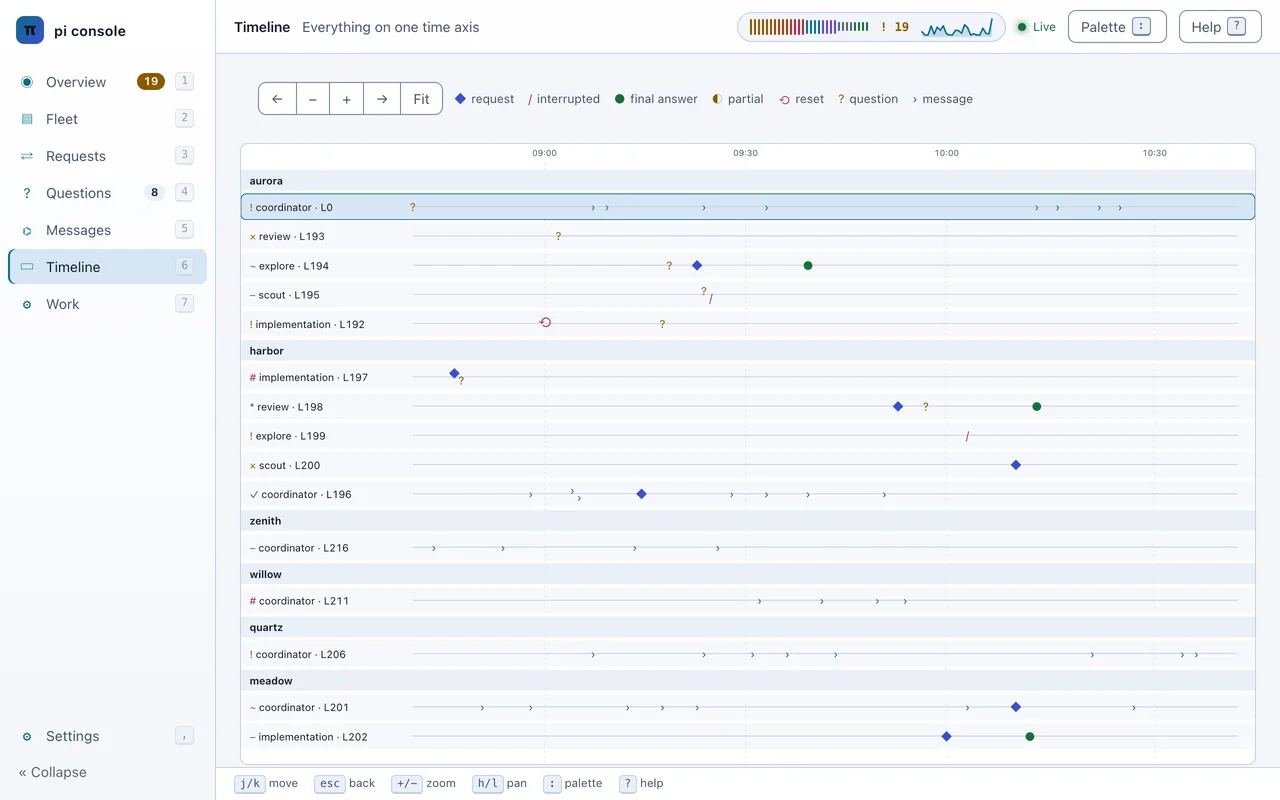 π pi console
Overview 19 1
Fleet 2
Requests 3
? Questions 8 4
Messages 5
Timeline 6
Work 7
Settings ,
« Collapse
Timeline Everything on one time axis
! 19
Live
Palette :
Help ?
← − + → Fit
request / interrupted final answer partial reset ? question › message
09:00 09:30 10:00 10:30
aurora
! coordinator · L0 ? › › › › › › › ›
× review · L193 ?
~ explore · L194 ?
– scout · L195 ? /
! implementation · L192 ?
harbor
# implementation · L197 ?
* review · L198 ?
! explore · L199 /
× scout · L200
✓ coordinator · L196 › › › › › › ›
zenith
– coordinator · L216 › › › ›
willow
# coordinator · L211 › › › ›
quartz
! coordinator · L206 › › › › › › › ›
meadow
~ coordinator · L201 › › › › › › ›
– implementation · L202
j/k move esc back +/− zoom h/l pan : palette ? help